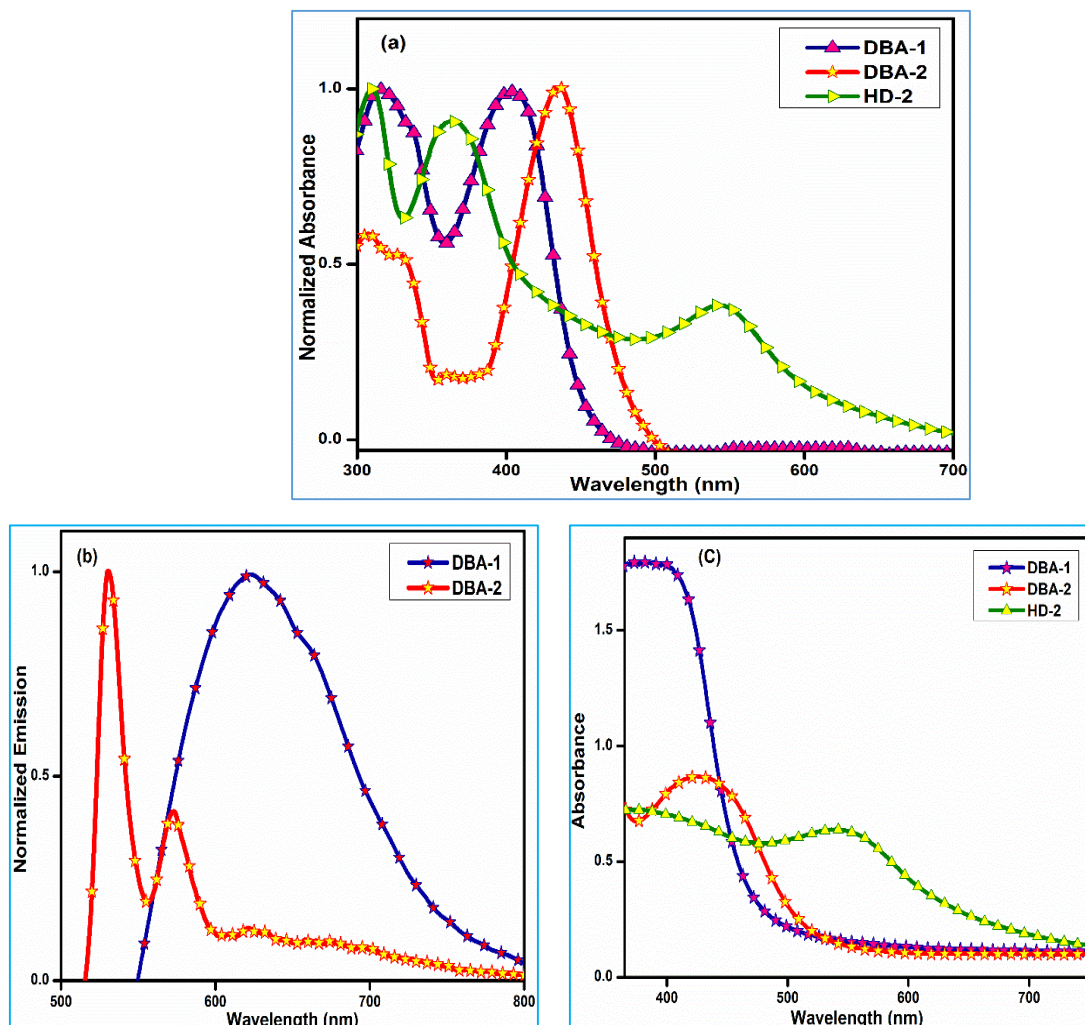 (a)
DBA-1
DBA-2
HD-2
Normalized Absorbance
1.0
0.5
0.0
300
400
500
600
700
Wavelength (nm)
(b)
DBA-1
DBA-2
Normalized Emission
1.0
0.5
0.0
500
600
700
800
Wavelength (nm)
(C)
DBA-1
DBA-2
HD-2
Absorbance
1.5
1.0
0.5
0.0
400
500
600
700
Wavelength (nm)